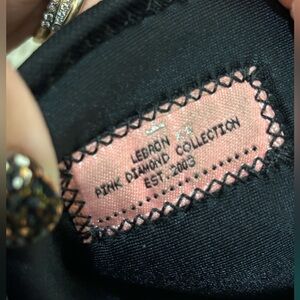 LEBRON
PINK DIAMOND COLLECTION
EST. 2003